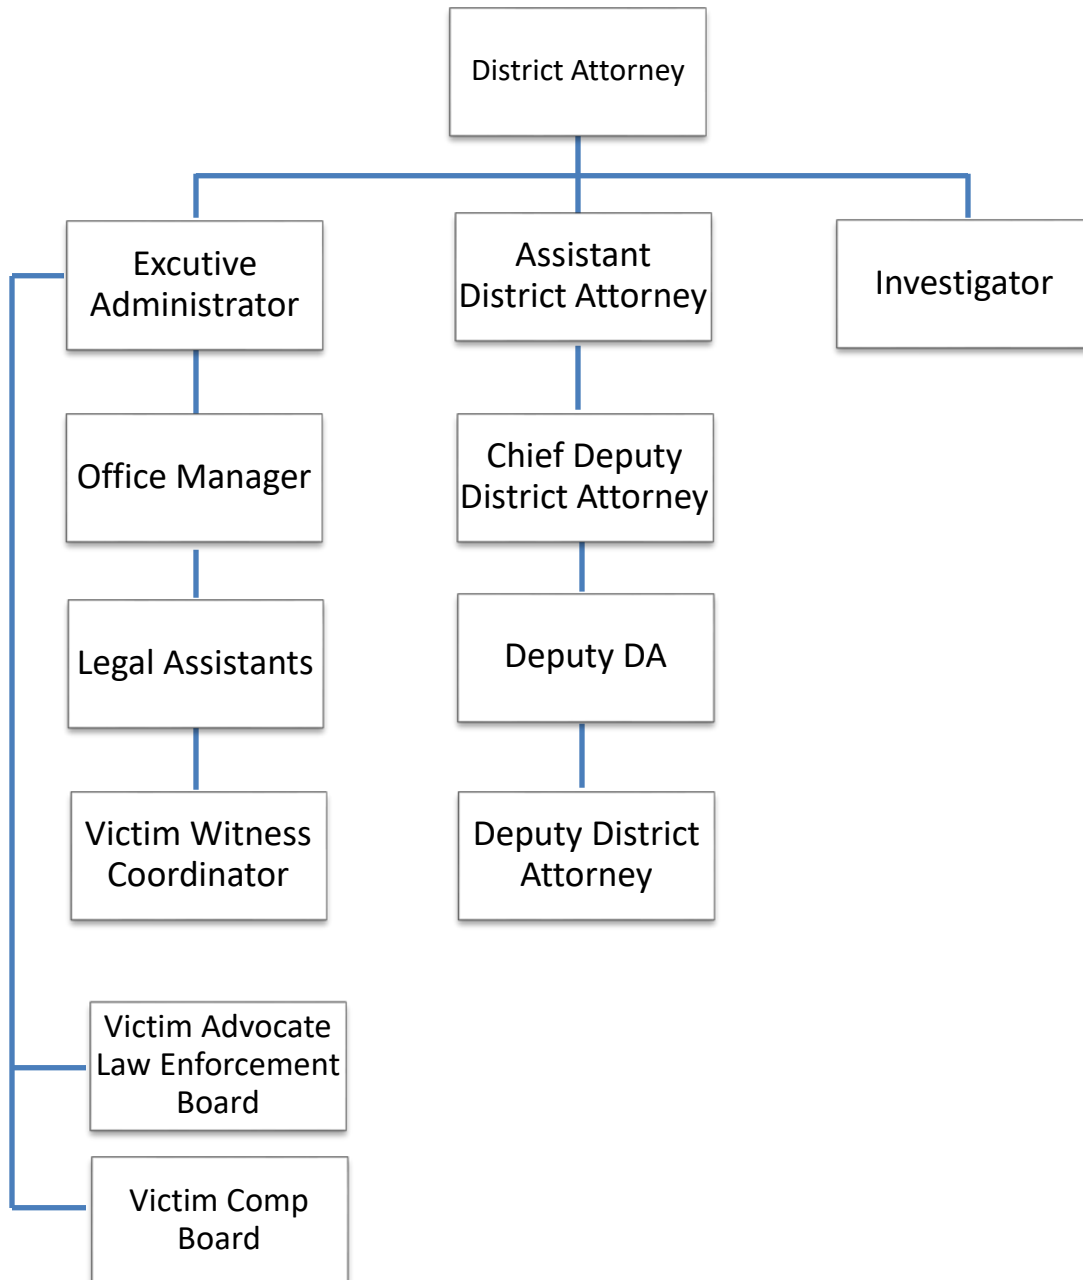 District Attorney
Excutive
Administrator
Assistant
District Attorney
Investigator
Office Manager
Chief Deputy
District Attorney
Legal Assistants
Deputy DA
Victim Witness
Coordinator
Deputy District
Attorney
Victim Advocate
Law Enforcement
Board
Victim Comp
Board